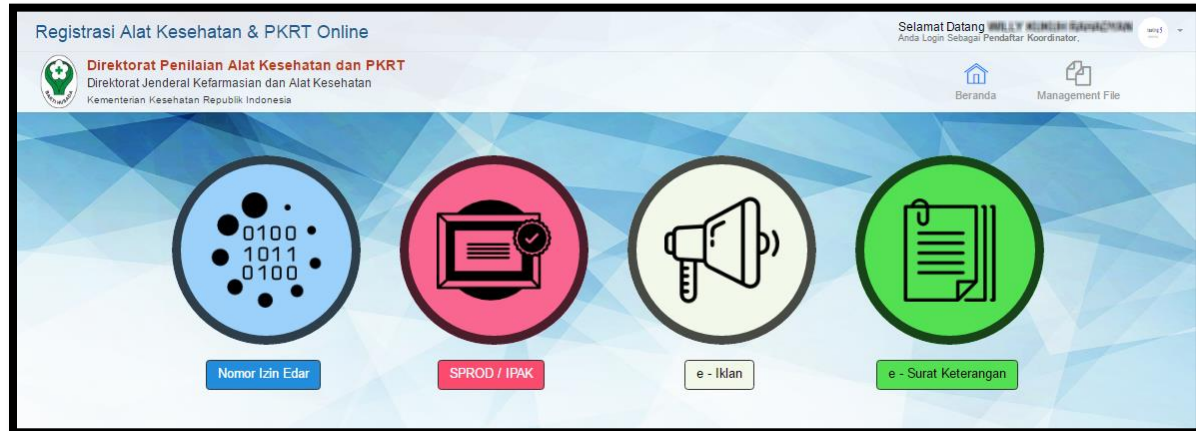 Registrasi Alat Kesehatan & PKRT Online
Selamat Datang
Anda Login Sebagai Pendaftar Koordinator,
Direktorat Penilaian Alat Kesehatan dan PKRT
Direktorat Jenderal Kefarmasian dan Alat Kesehatan
Kementerian Kesehatan Republik Indonesia
BAKTI HUSADA
Beranda
Management File
0100
1011
0100
Nomor Izin Edar
SPROD / IPAK
e - Iklan
e - Surat Keterangan